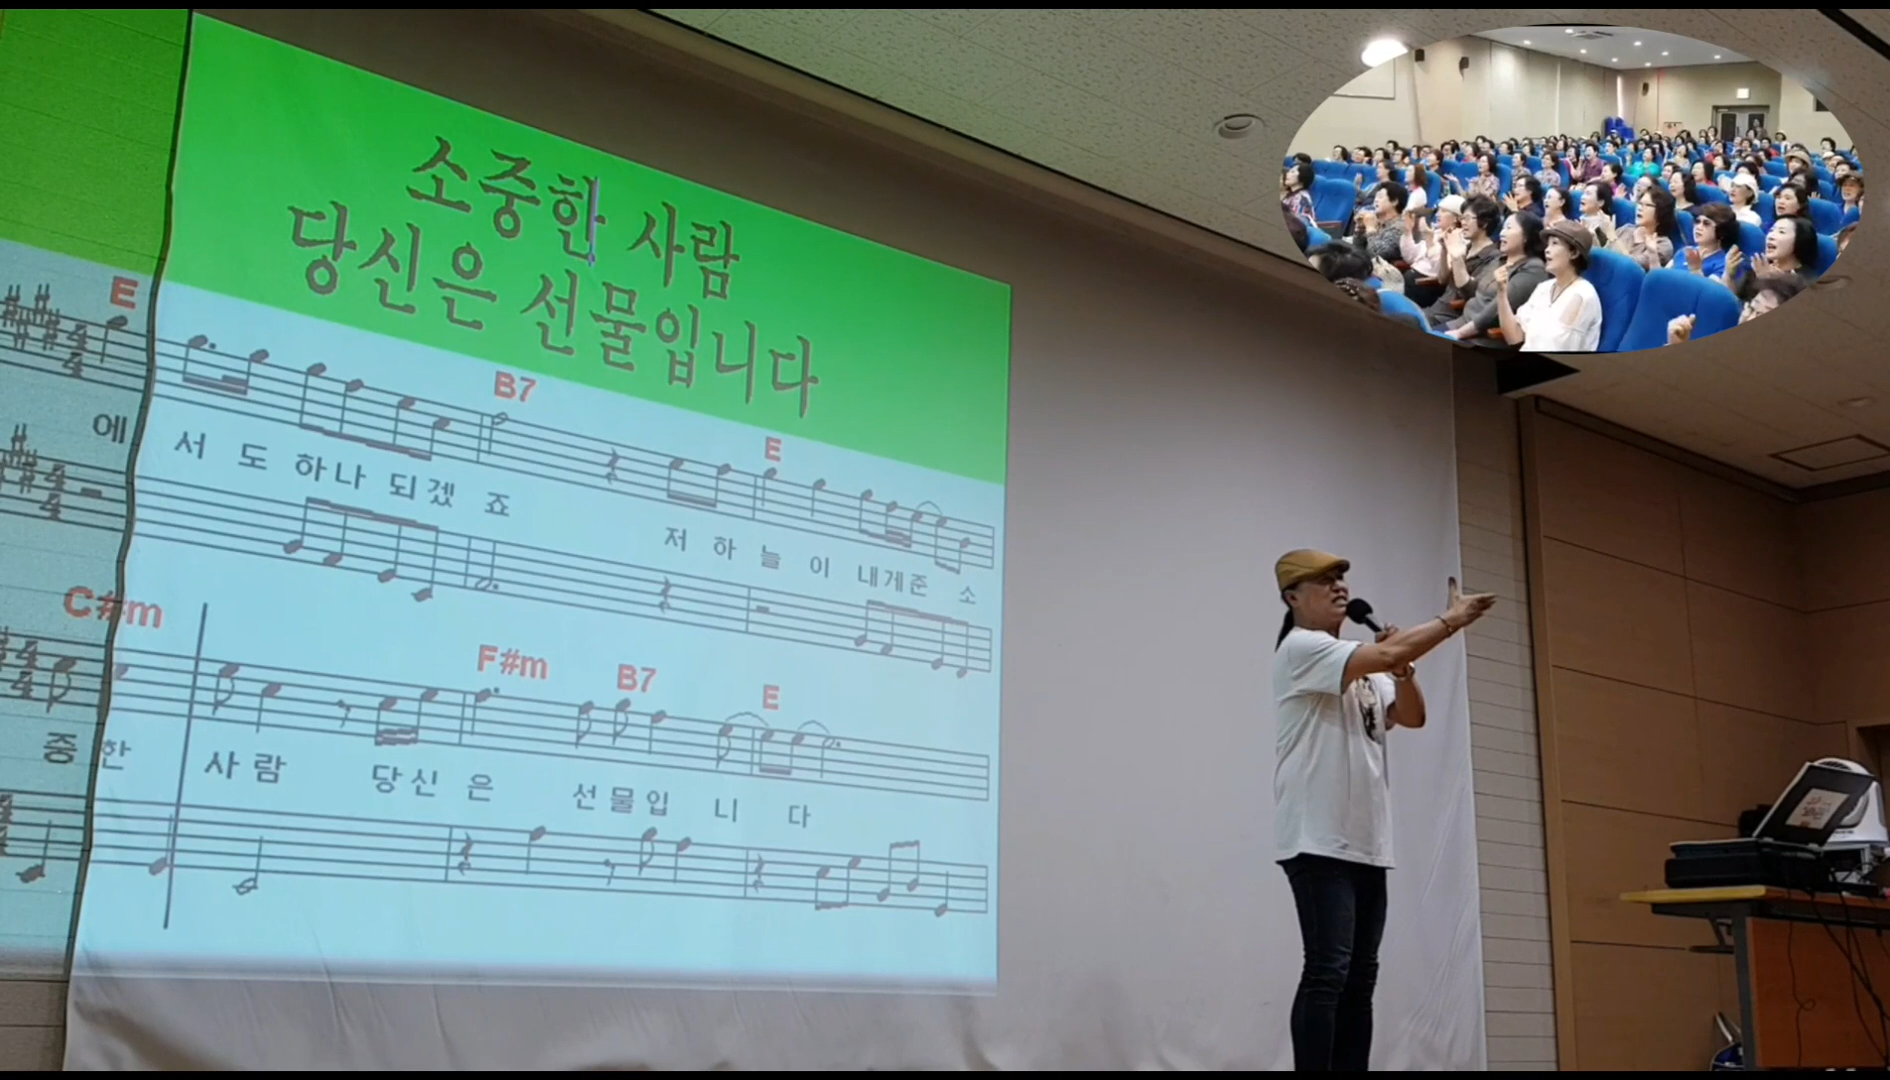 소중한 사람
당신은 선물입니다
E B7 E
에 서 도 하나 되겠 죠 저 하 늘 이 내게준 소
C#m F#m B7 E
중 한 사 람 당신 은 선물입 니 다